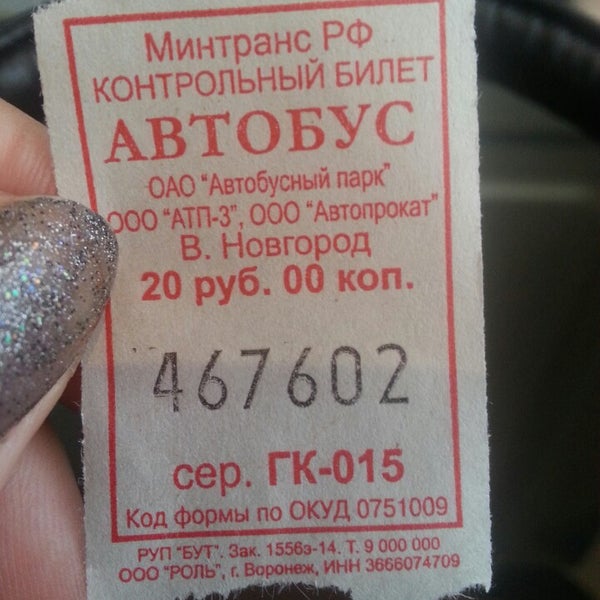 Минтранс РФ
КОНТРОЛЬНЫЙ БИЛЕТ
АВТОБУС
ОАО "Автобусный парк"
ООО "АТП-3", ООО "Автопрокат"
В. Новгород
20 руб. 00 коп.
467602
сер. ГК-015
Код формы по ОКУД 0751009
РУП "БУТ". Зак. 1556э-14. Т. 9 000 000
ООО "РОЛЬ", г. Воронеж, ИНН 3666074709